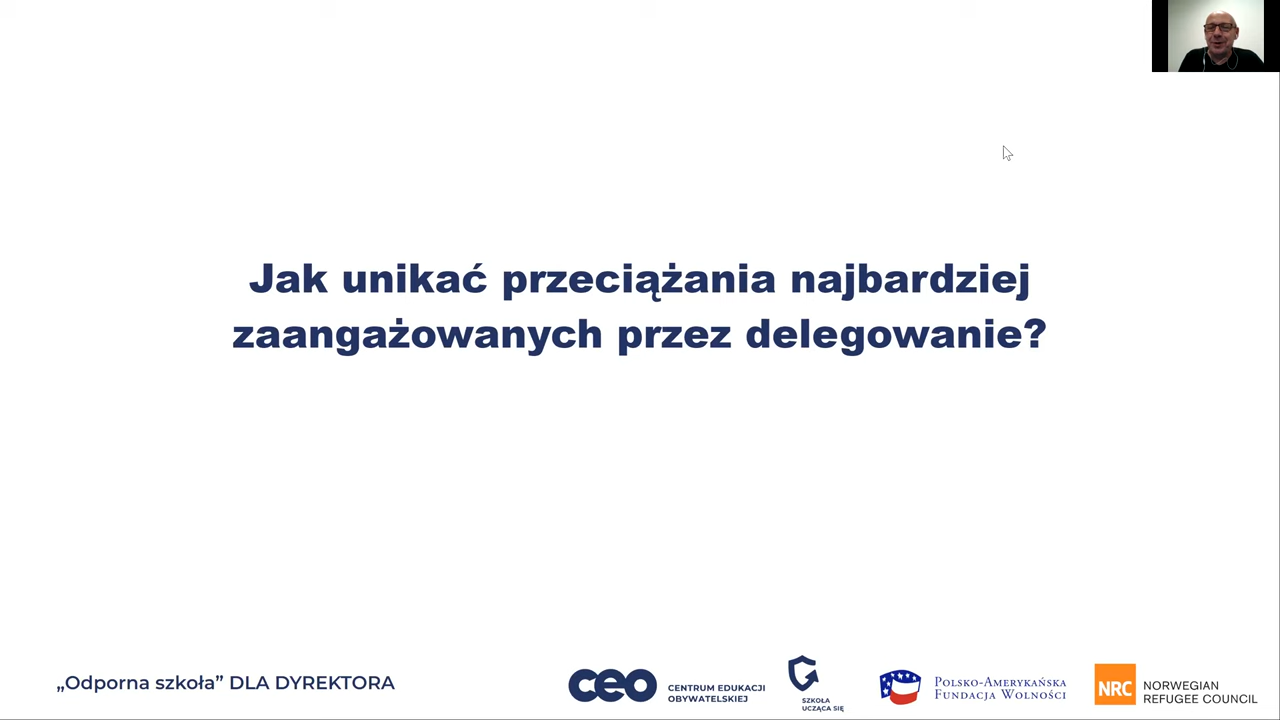 Jak unikać przeciążania najbardziej
zaangażowanych przez delegowanie?
„Odporna szkoła” DLA DYREKTORA
ceo
CENTRUM EDUKACJI
OBYWATELSKIEJ
SZKOŁA
UCZĄCA SIĘ
POLSKO-AMERYKAŃSKA
FUNDACJA WOLNOŚCI
NRC
NORWEGIAN
REFUGEE COUNCIL